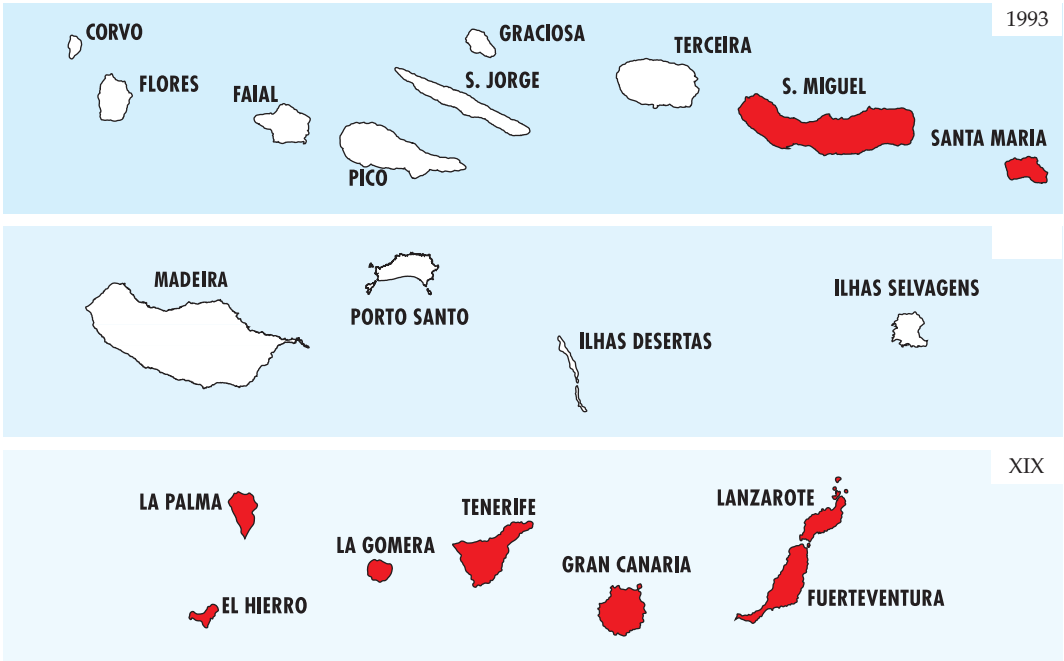 1993
CORVO
GRACIOSA
TERCEIRA
FLORES
S. JORGE
S. MIGUEL
FAIAL
SANTA MARIA
PICO
MADEIRA
PORTO SANTO
ILHAS SELVAGENS
ILHAS DESERTAS
XIX
LA PALMA
TENERIFE
LANZAROTE
LA GOMERA
GRAN CANARIA
EL HIERRO
FUERTEVENTURA